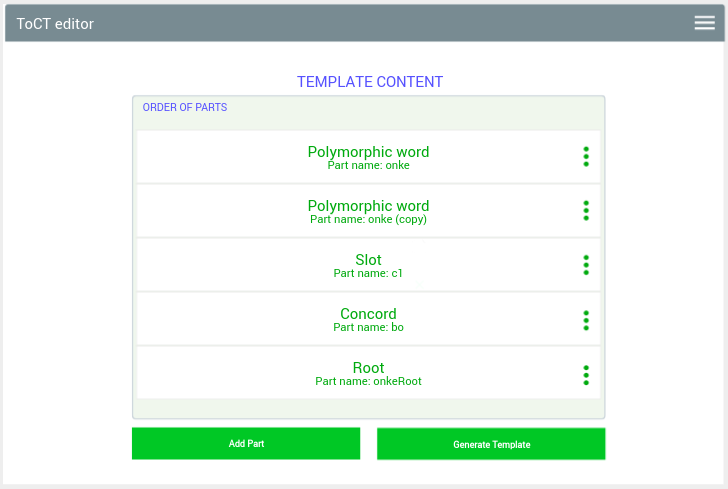 ToCT editor
TEMPLATE CONTENT
ORDER OF PARTS
Polymorphic word
Part name: onke
Polymorphic word
Part name: onke (copy)
Slot
Part name: c1
Concord
Part name: bo
Root
Part name: onkeRoot
Add Part
Generate Template